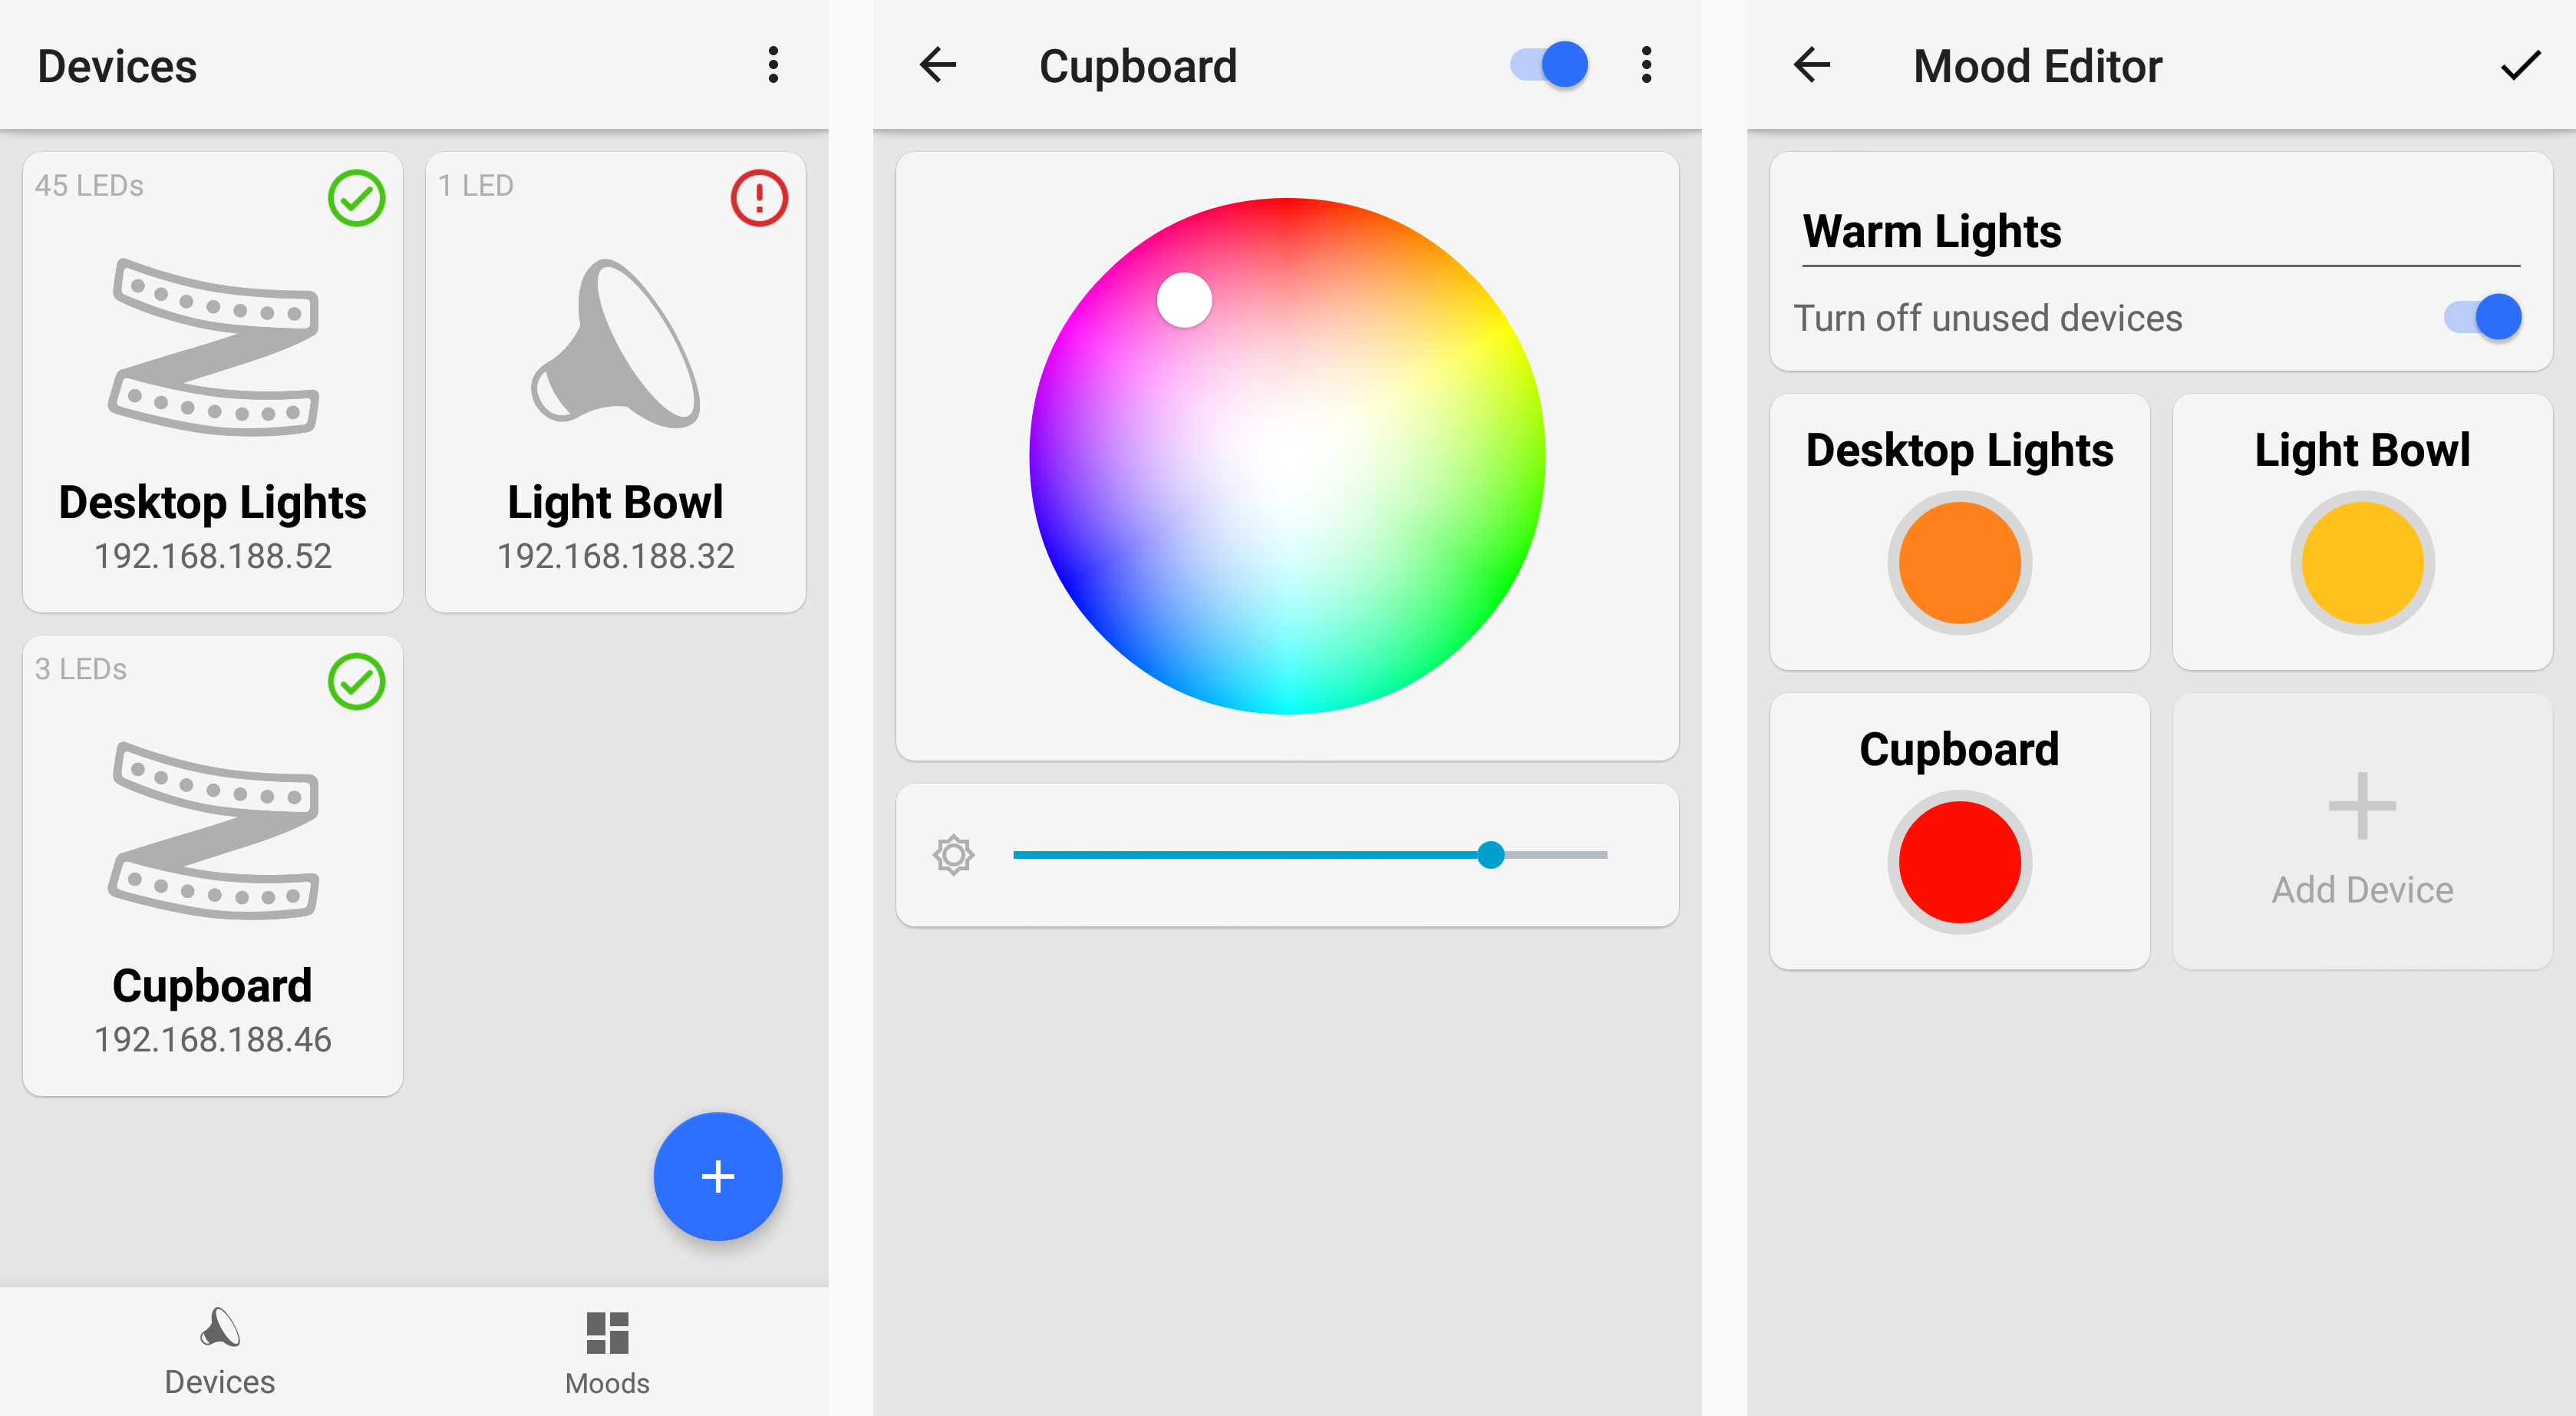 Devices
45 LEDs
Desktop Lights
192.168.188.52
1 LED
Light Bowl
192.168.188.32
3 LEDs
Cupboard
192.168.188.46
Devices
Moods
Cupboard
Mood Editor
Warm Lights
Turn off unused devices
Desktop Lights
Light Bowl
Cupboard
Add Device